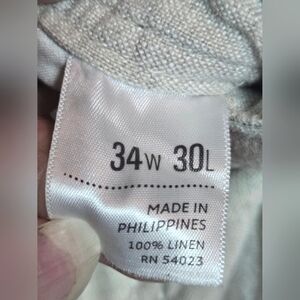 34W 30L
MADE IN
PHILIPPINES
100% LINEN
RN 54023